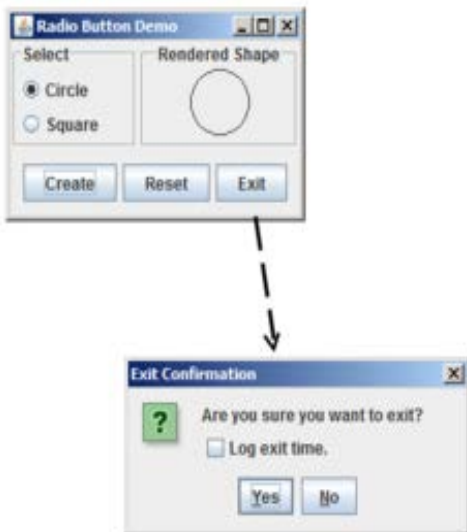 Radio Button Demo
Select
Rendered Shape
Circle
Square
Create
Reset
Exit
Exit Confirmation
?
Are you sure you want to exit?
Log exit time.
Yes
No